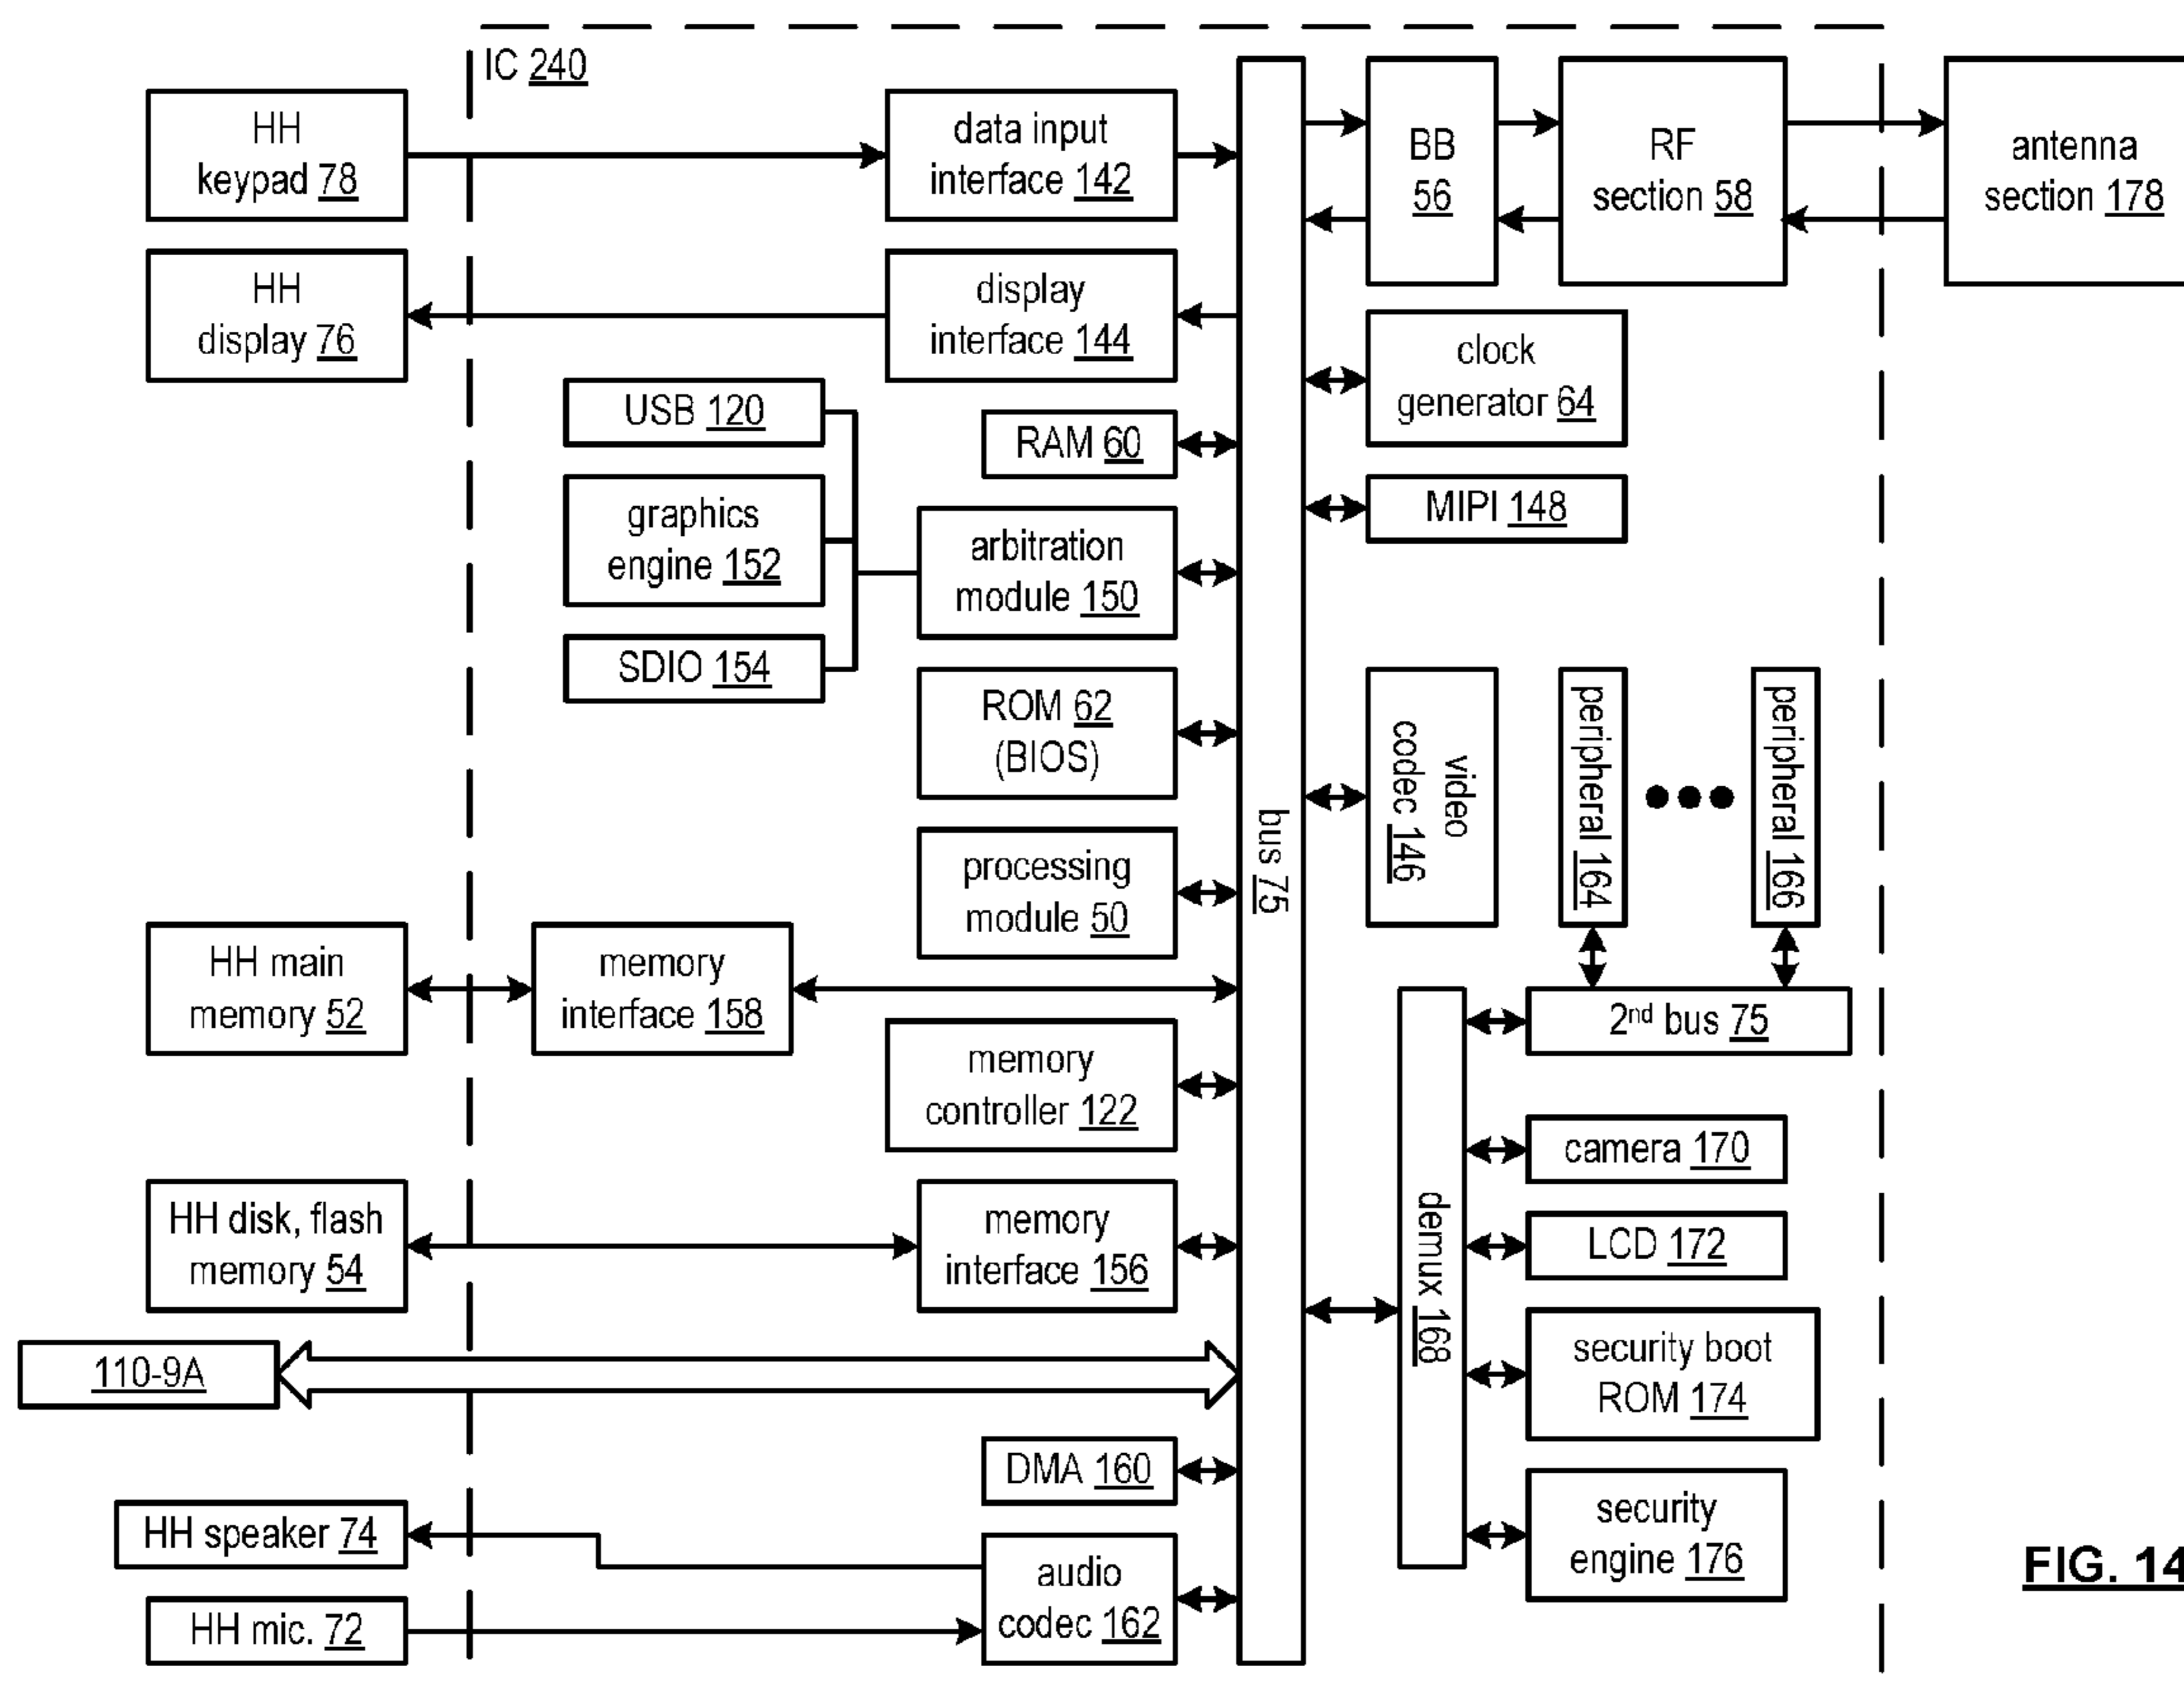 IC 240
HH
keypad 78
data input
interface 142
BB
56
RF
section 58
antenna
section 178
HH
display 76
display
interface 144
clock
generator 64
USB 120
RAM 60
graphics
engine 152
arbitration
module 150
MIPI 148
SDIO 154
ROM 62
(BIOS)
video
codec 146
peripheral 164
peripheral 166
processing
module 50
bus 75
HH main
memory 52
memory
interface 158
2nd bus 75
memory
controller 122
camera 170
HH disk, flash
memory 54
memory
interface 156
demux 168
LCD 172
110-9A
security boot
ROM 174
DMA 160
HH speaker 74
audio
codec 162
security
engine 176
HH mic. 72
FIG. 14